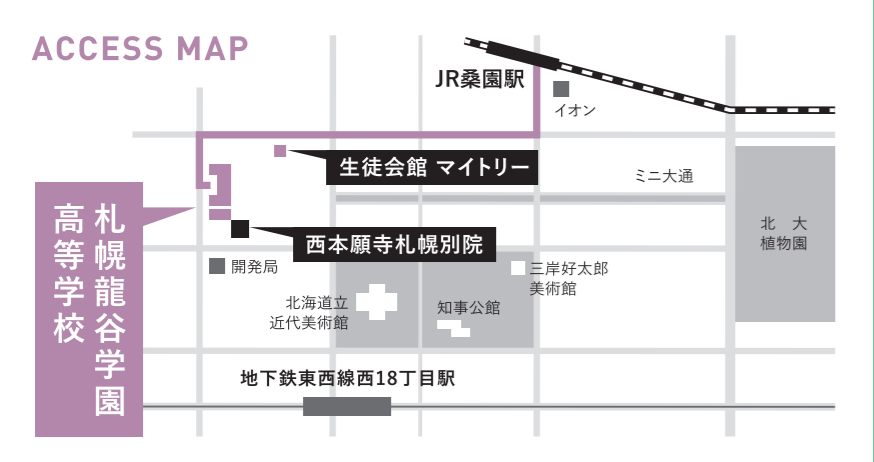 ACCESS MAP
JR桑園駅
イオン
生徒会館 マイトリー
ミニ大通
札幌龍谷学園
高等学校
西本願寺札幌別院
北 大
植物園
開発局
三岸好太郎
美術館
北海道立
近代美術館
知事公館
地下鉄東西線西18丁目駅